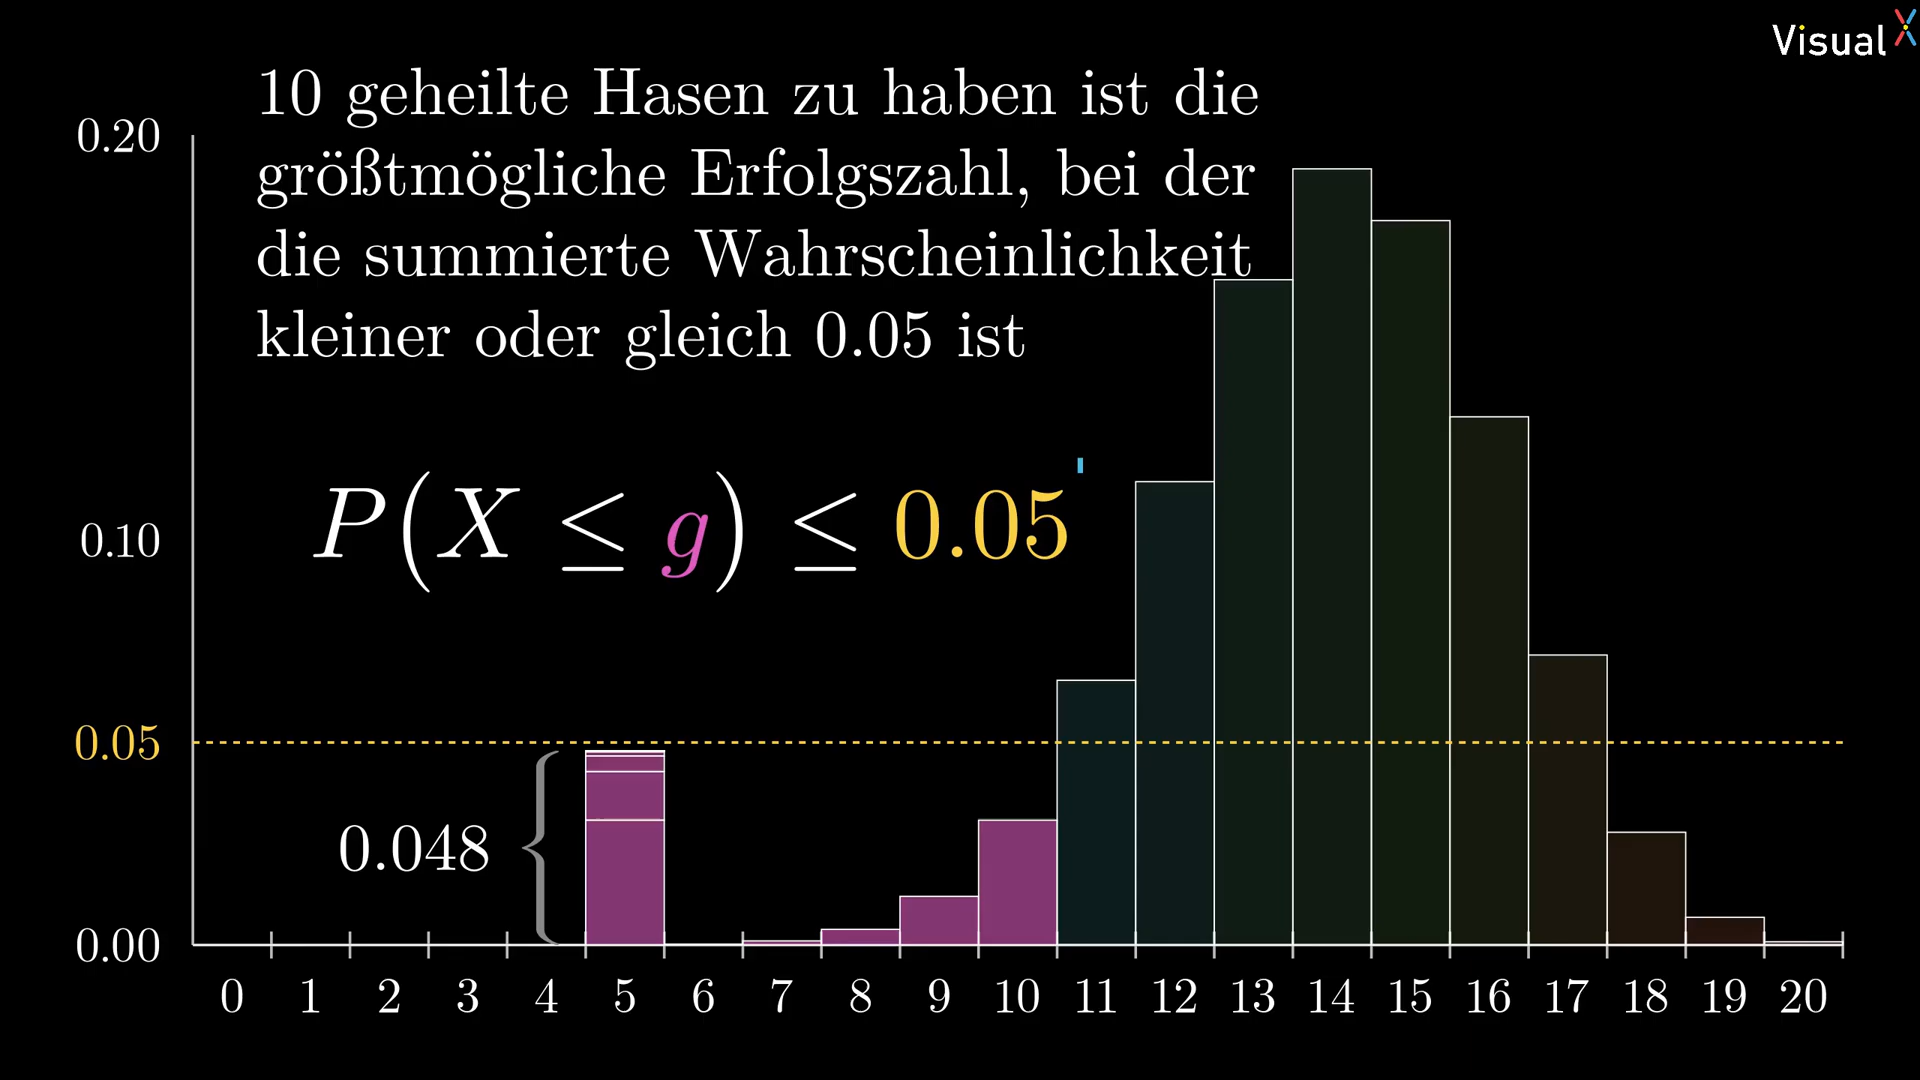 VisualX
10 geheilte Hasen zu haben ist die
größtmögliche Erfolgszahl, bei der
die summierte Wahrscheinlichkeit
kleiner oder gleich 0.05 ist
P(X ≤ g) ≤ 0.05
0.20
0.10
0.05
0.048
0.00
0 1 2 3 4 5 6 7 8 9 10 11 12 13 14 15 16 17 18 19 20